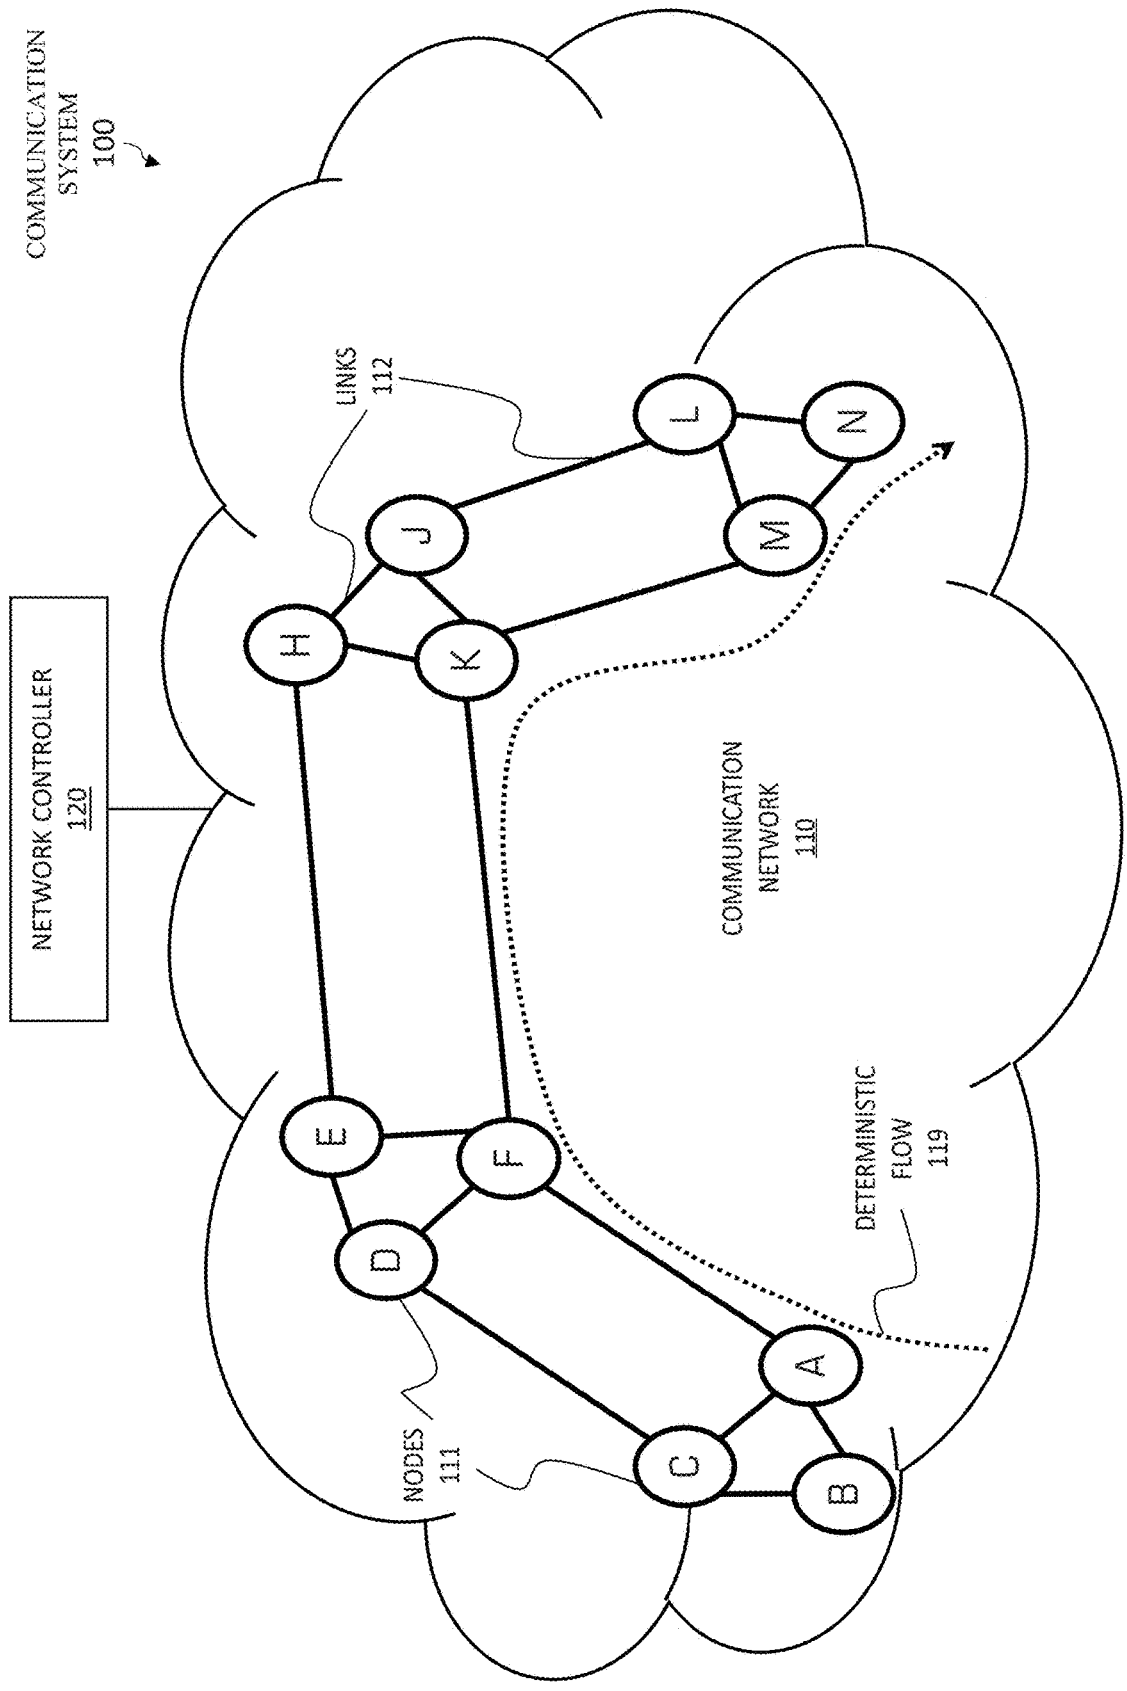 COMMUNICATION
SYSTEM
100
NETWORK CONTROLLER
120
LINKS
112
H
J
K
L
M
N
E
D
F
COMMUNICATION
NETWORK
110
NODES
111
C
A
B
DETERMINISTIC
FLOW
119